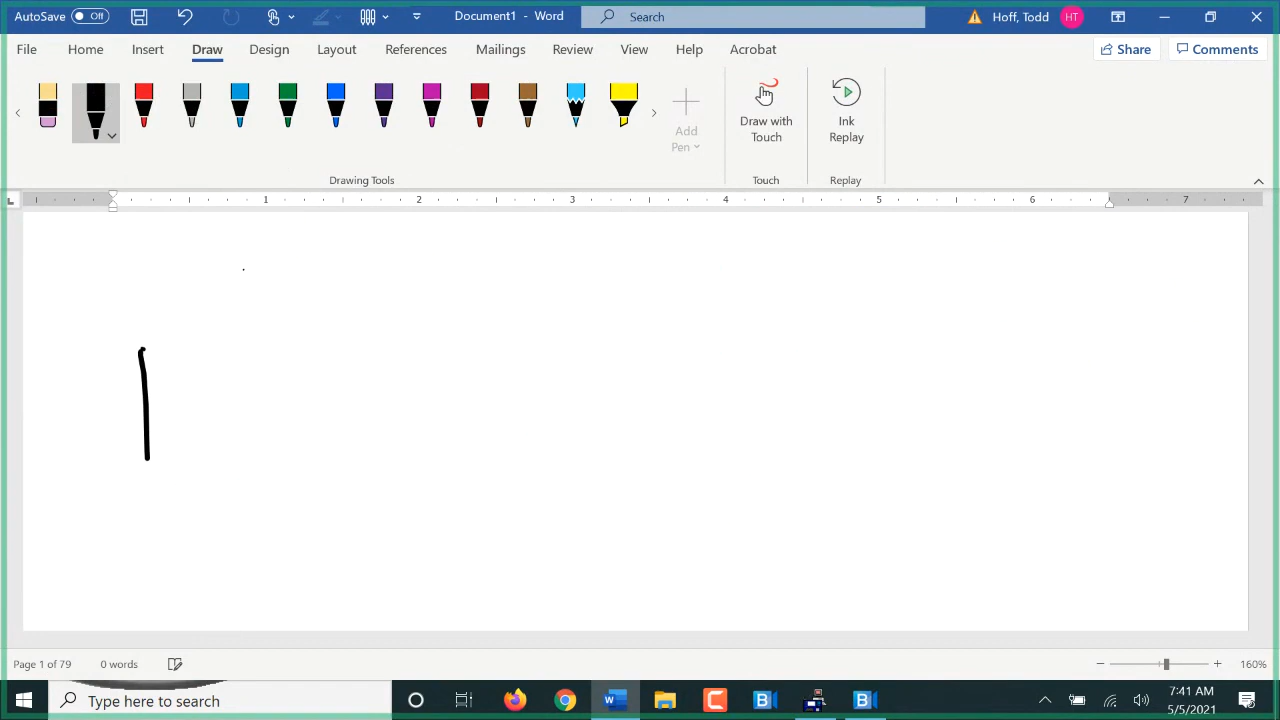 AutoSave Off Document1 - Word Search Hoff, Todd HT
File Home Insert Draw Design Layout References Mailings Review View Help Acrobat Share Comments
Add Pen
Draw with Touch
Ink Replay
Drawing Tools Touch Replay
1 2 3 4 5 6 7
Page 1 of 79 0 words 160%
Type here to search 7:41 AM
5/5/2021